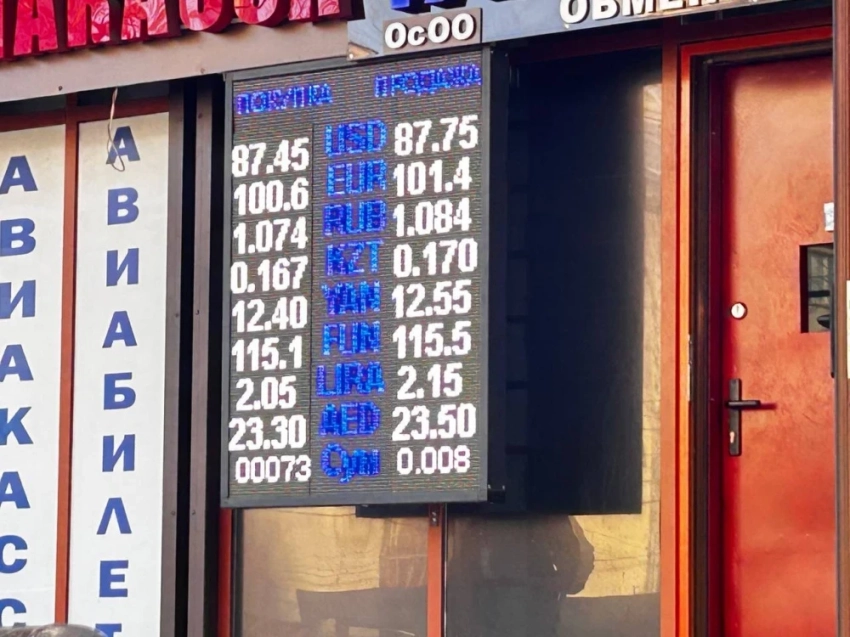 ОсОО
ОБМЕН
ПОКУПКА ПРОДАЖА
87.45 USD 87.75
100.6 EUR 101.4
1.074 RUB 1.084
0.167 KZT 0.170
12.40 YAN 12.55
115.1 FUN 115.5
2.05 LIRA 2.15
23.30 AED 23.50
00073 Сум 0.008
АВИАКАСС
АВИАБИЛЕТ